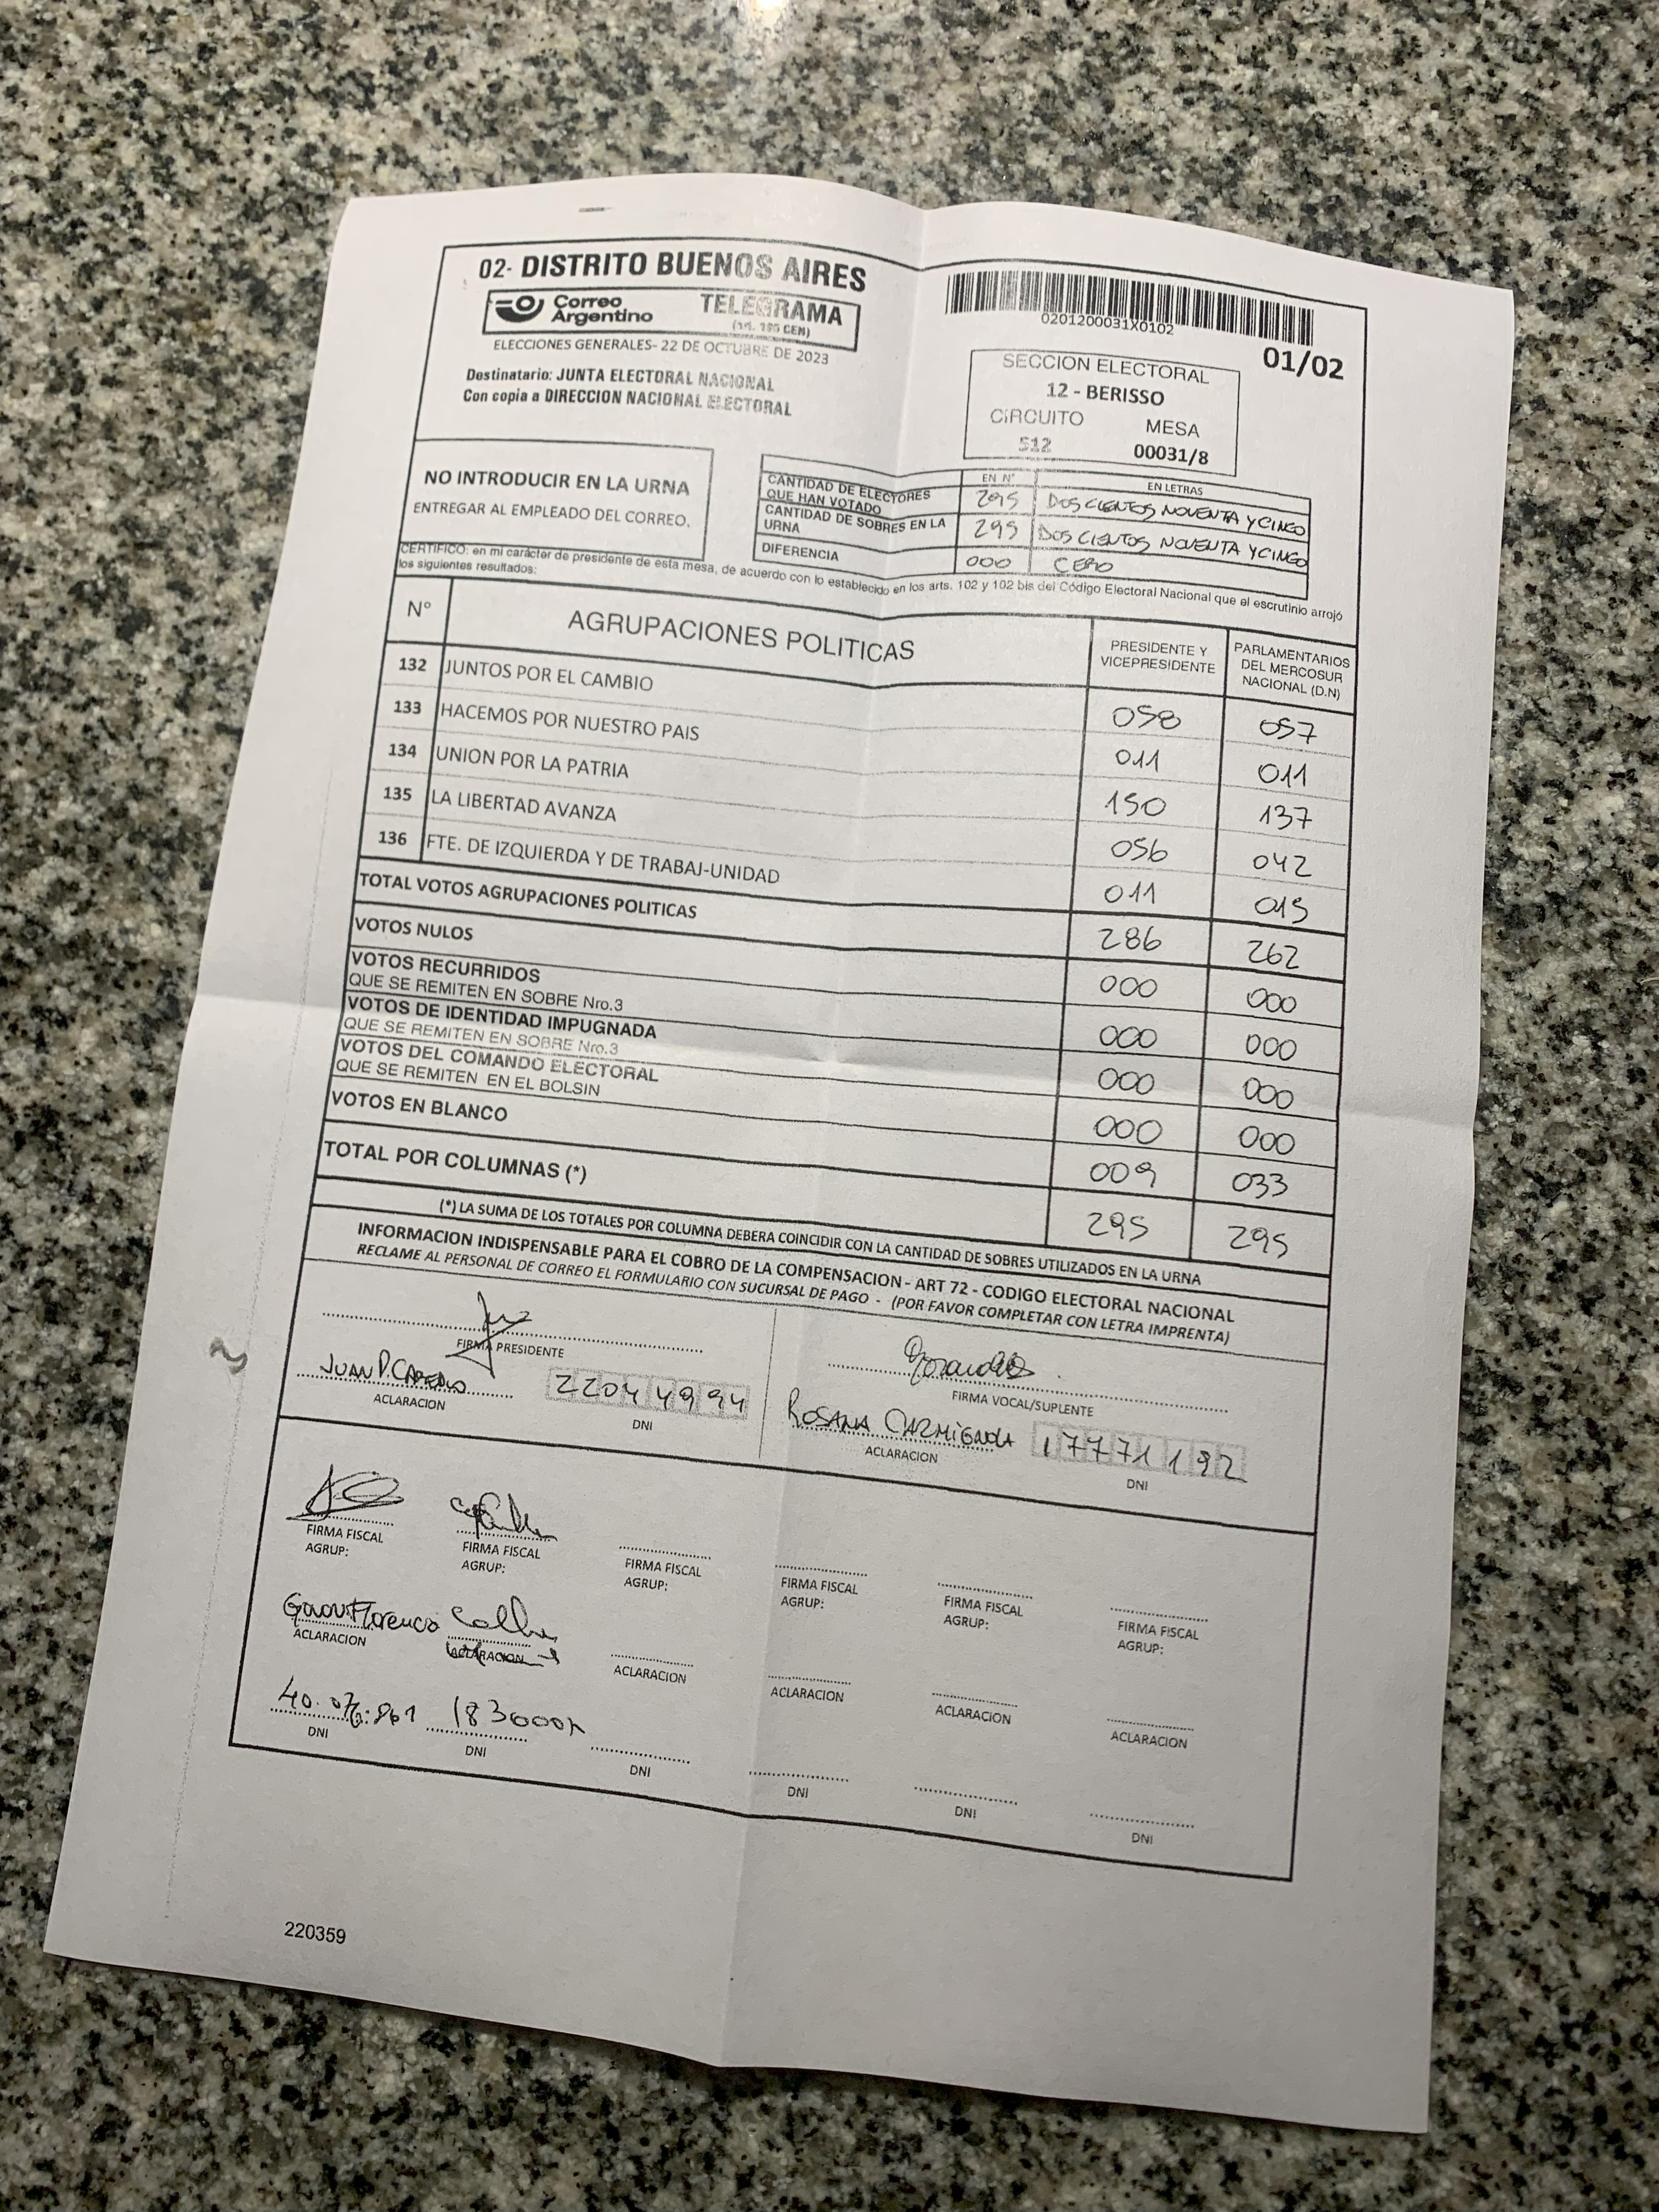 02- DISTRITO BUENOS AIRES
Correo Argentino TELEGRAMA
(Art. 105 CEN)
ELECCIONES GENERALES- 22 DE OCTUBRE DE 2023
Destinatario: JUNTA ELECTORAL NACIONAL
Con copia a DIRECCION NACIONAL ELECTORAL
0201200031X0102
01/02
SECCION ELECTORAL
12 - BERISSO
CIRCUITO MESA
512 00031/8
NO INTRODUCIR EN LA URNA
ENTREGAR AL EMPLEADO DEL CORREO.
EN N° EN LETRAS
CANTIDAD DE ELECTORES QUE HAN VOTADO 295 DOS CIENTOS NOVENTA Y CINCO
CANTIDAD DE SOBRES EN LA URNA 295 DOS CIENTOS NOVENTA Y CINCO
DIFERENCIA 000 CERO
CERTIFICO: en mi carácter de presidente de esta mesa, de acuerdo con lo establecido en los arts. 102 y 102 bis del Código Electoral Nacional que el escrutinio arrojó
los siguientes resultados:
N° AGRUPACIONES POLITICAS PRESIDENTE Y VICEPRESIDENTE PARLAMENTARIOS DEL MERCOSUR NACIONAL (D.N)
132 JUNTOS POR EL CAMBIO 058 057
133 HACEMOS POR NUESTRO PAIS 011 011
134 UNION POR LA PATRIA 150 137
135 LA LIBERTAD AVANZA 056 042
136 FTE. DE IZQUIERDA Y DE TRABAJ-UNIDAD 011 015
TOTAL VOTOS AGRUPACIONES POLITICAS 286 262
VOTOS NULOS 000 000
VOTOS RECURRIDOS
QUE SE REMITEN EN SOBRE Nro.3 000 000
VOTOS DE IDENTIDAD IMPUGNADA
QUE SE REMITEN EN SOBRE Nro.3 000 000
VOTOS DEL COMANDO ELECTORAL
QUE SE REMITEN EN EL BOLSIN 000 000
VOTOS EN BLANCO 009 033
TOTAL POR COLUMNAS (*) 295 295
(*) LA SUMA DE LOS TOTALES POR COLUMNA DEBERA COINCIDIR CON LA CANTIDAD DE SOBRES UTILIZADOS EN LA URNA
INFORMACION INDISPENSABLE PARA EL COBRO DE LA COMPENSACION - ART 72 - CODIGO ELECTORAL NACIONAL
RECLAME AL PERSONAL DE CORREO EL FORMULARIO CON SUCURSAL DE PAGO - (POR FAVOR COMPLETAR CON LETRA IMPRENTA)
FIRMA PRESIDENTE FIRMA VOCAL/SUPLENTE
JUAN P. 22044994 ROSANA CARMIGNOLA 17771192
ACLARACION DNI ACLARACION DNI
FIRMA FISCAL FIRMA FISCAL FIRMA FISCAL FIRMA FISCAL FIRMA FISCAL FIRMA FISCAL
AGRUP: AGRUP: AGRUP: AGRUP: AGRUP: AGRUP:
Florencia
ACLARACION ACLARACION ACLARACION ACLARACION ACLARACION ACLARACION
DNI DNI DNI DNI DNI DNI
220359